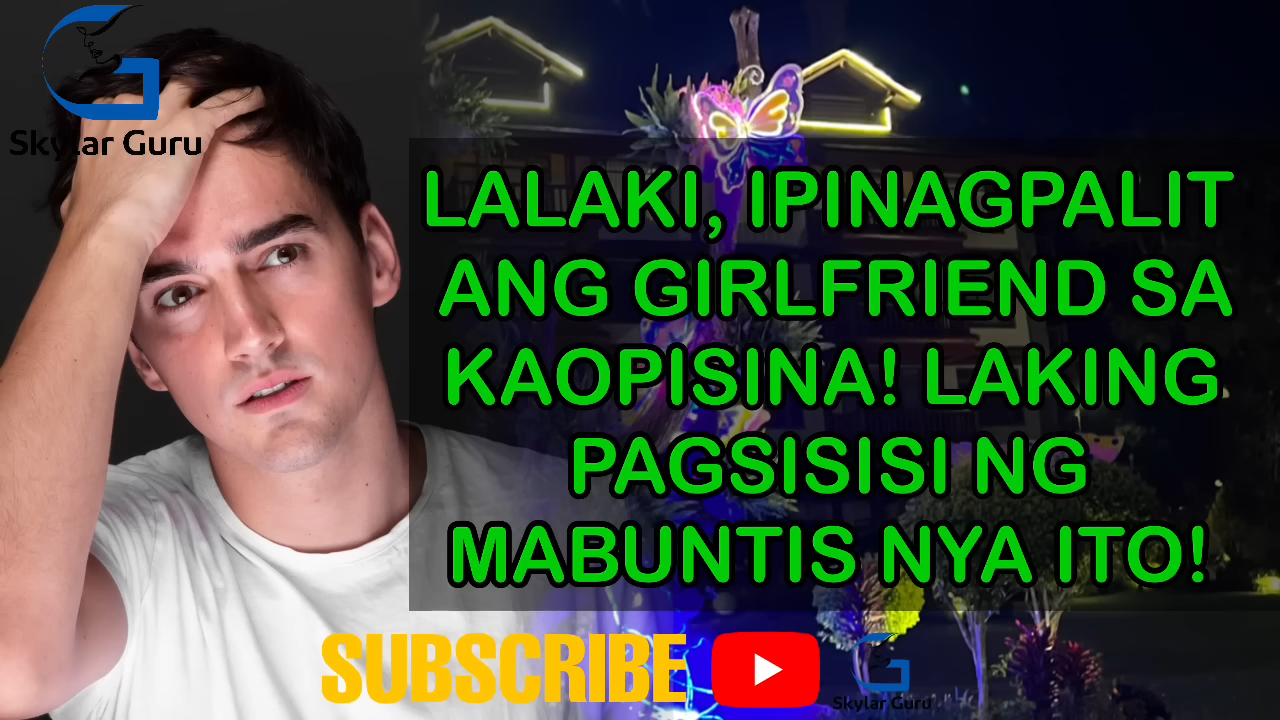 Skylar Guru
LALAKI, IPINAGPALIT
ANG GIRLFRIEND SA
KAOPISINA! LAKING
PAGSISISI NG
MABUNTIS NYA ITO!
SUBSCRIBE
Skylar Guru